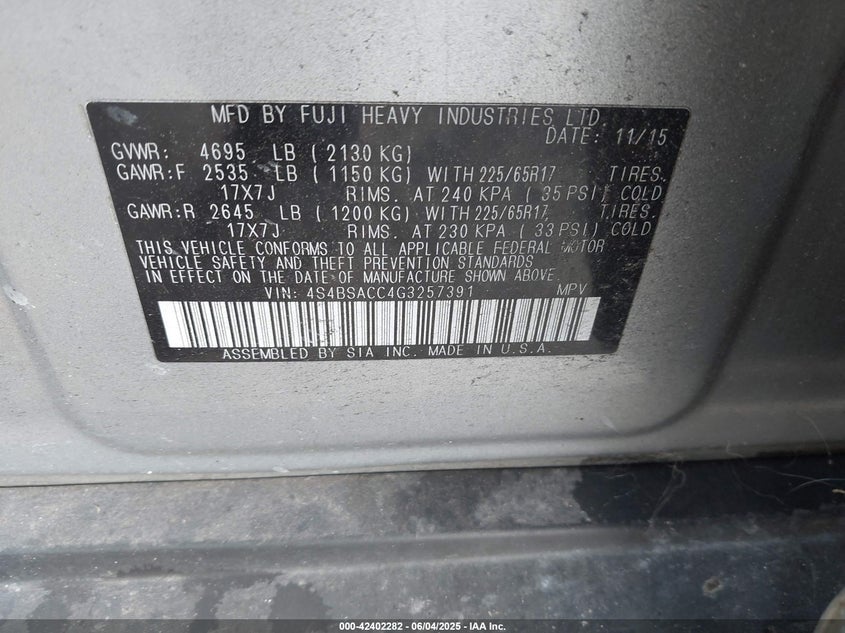 MFD BY FUJI HEAVY INDUSTRIES LTD.
DATE: 11/15
GVWR: 4695 LB ( 2130 KG)
GAWR:F 2535 LB ( 1150 KG) WITH 225/65R17 TIRES.
17X7J RIMS. AT 240 KPA ( 35 PSI) COLD
GAWR:R 2645 LB ( 1200 KG) WITH 225/65R17 TIRES.
17X7J RIMS. AT 230 KPA ( 33 PSI) COLD
THIS VEHICLE CONFORMS TO ALL APPLICABLE FEDERAL MOTOR
VEHICLE SAFETY AND THEFT PREVENTION STANDARDS
IN EFFECT ON THE DATE OF MANUFACTURE SHOWN ABOVE.
VIN: 4S4BSACC4G3257391 MPV
ASSEMBLED BY SIA INC. MADE IN U.S.A.
000-42402282 - 06/04/2025 - IAA Inc.